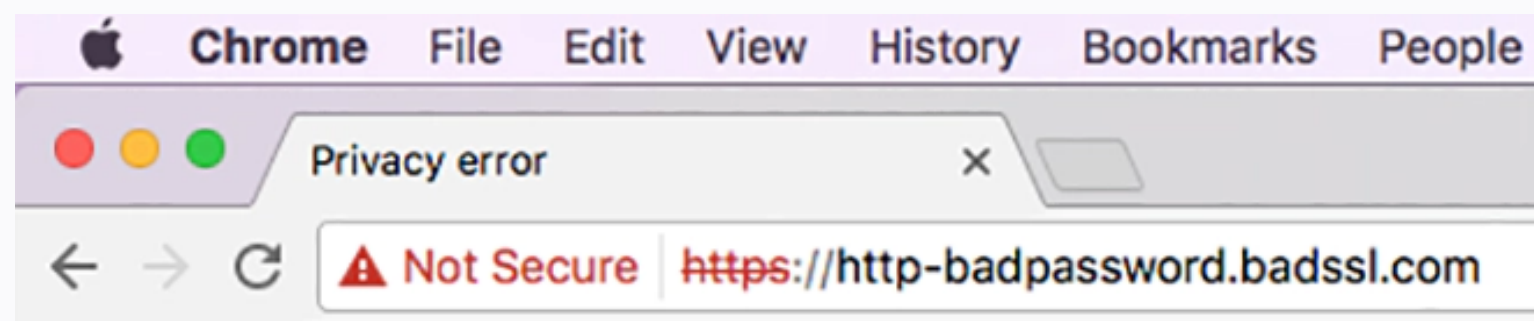 Chrome File Edit View History Bookmarks People
Privacy error
Not Secure https://http-badpassword.badssl.com